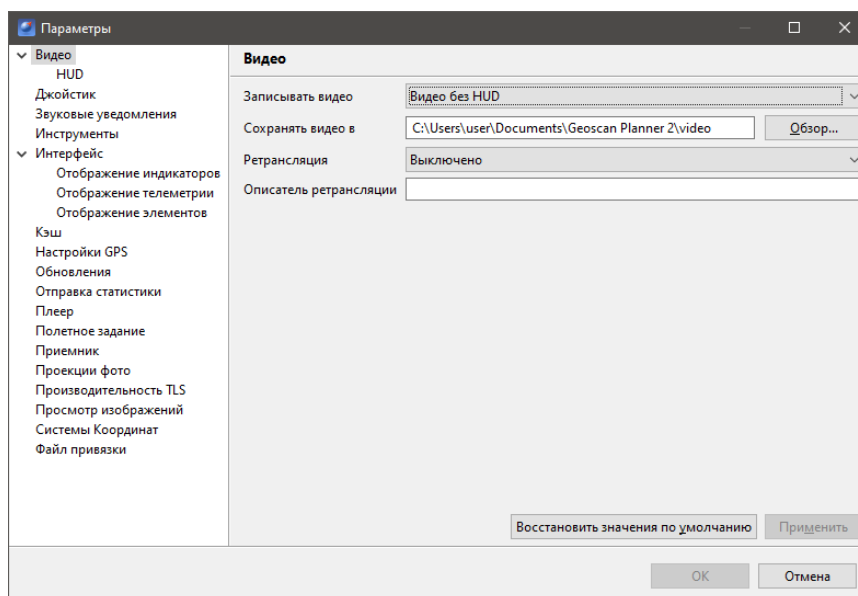 Параметры
Видео
HUD
Джойстик
Звуковые уведомления
Инструменты
Интерфейс
Отображение индикаторов
Отображение телеметрии
Отображение элементов
Кэш
Настройки GPS
Обновления
Отправка статистики
Плеер
Полетное задание
Приемник
Проекции фото
Производительность TLS
Просмотр изображений
Системы Координат
Файл привязки
Видео
Записывать видео Видео без HUD
Сохранять видео в C:\Users\user\Documents\Geoscan Planner 2\video Обзор...
Ретрансляция Выключено
Описатель ретрансляции
Восстановить значения по умолчанию Применить
OK Отмена